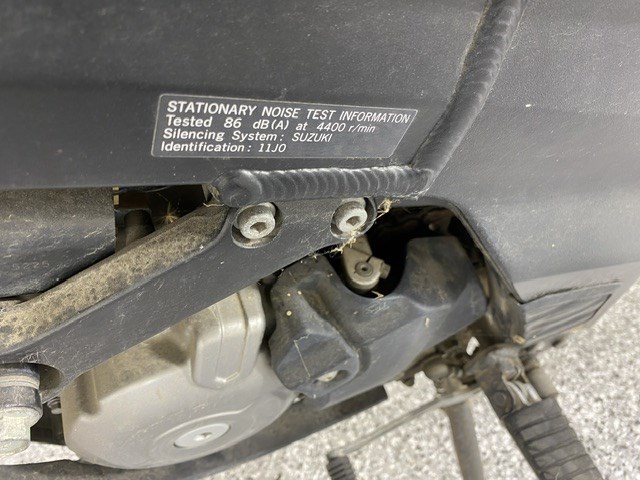 STATIONARY NOISE TEST INFORMATION
Tested 86 dB(A) at 4400 r/min
Silencing System: SUZUKI
Identification: 11J0